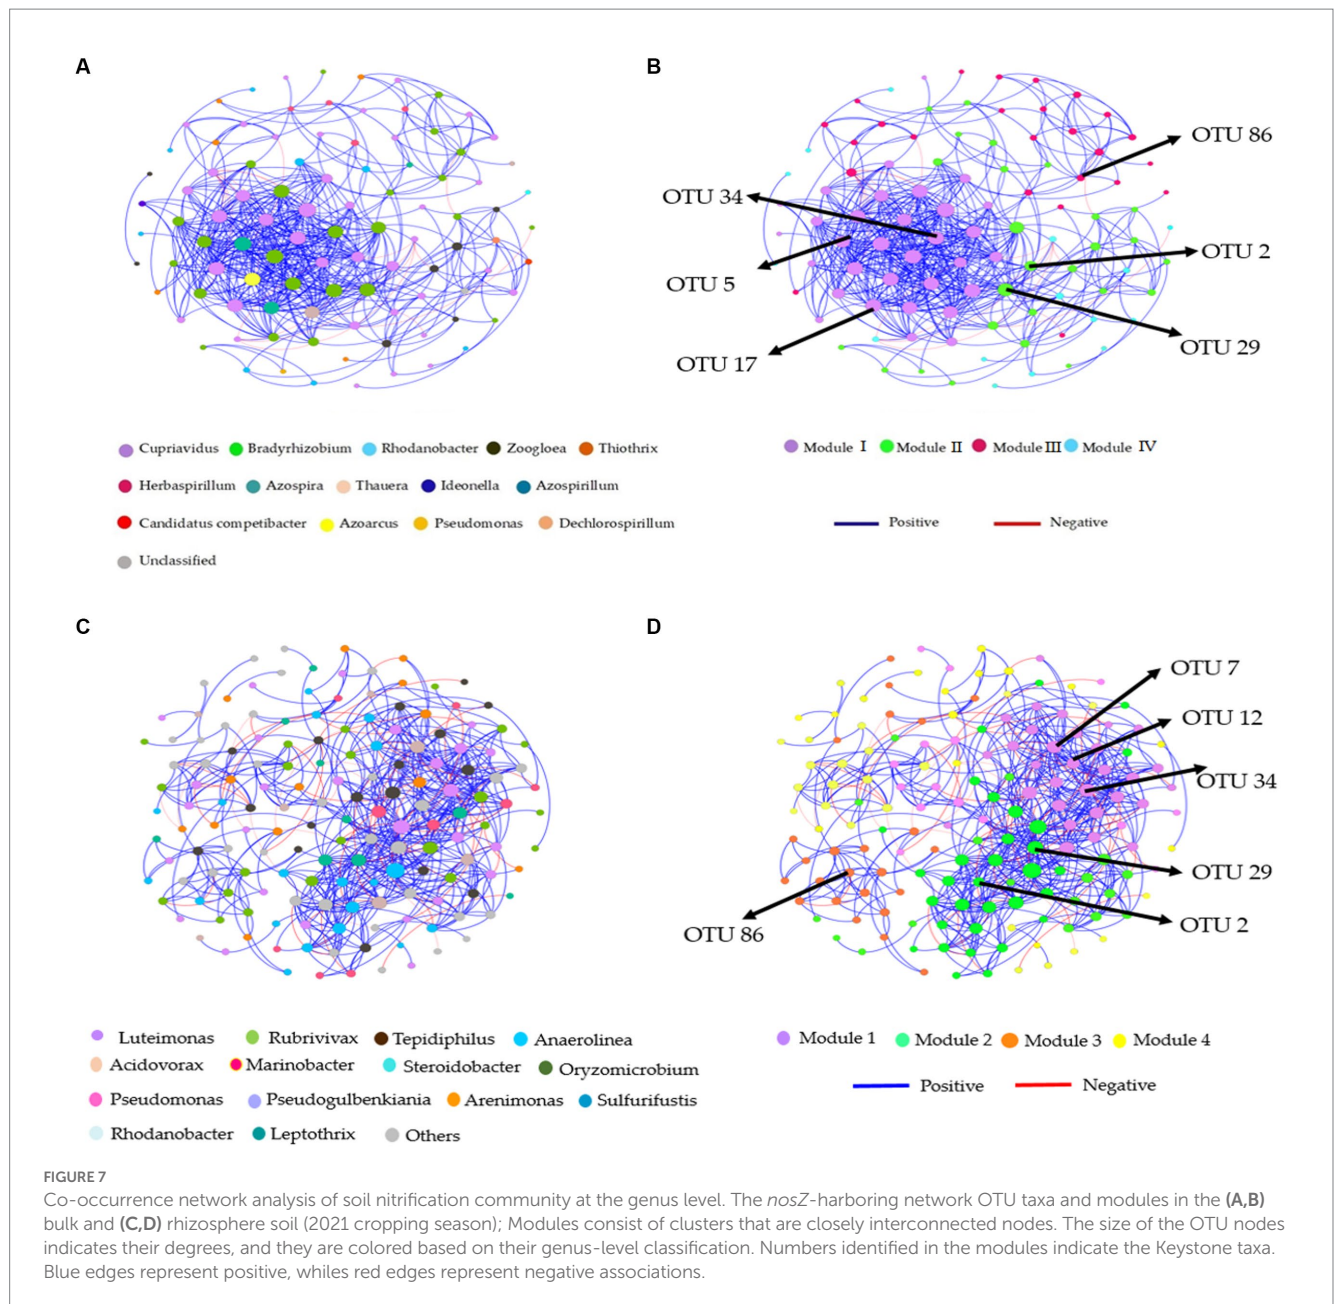 A
B
OTU 86
OTU 34
OTU 2
OTU 5
OTU 29
OTU 17
Cupriavidus Bradyrhizobium Rhodanobacter Zoogloea Thiothrix
Herbaspirillum Azospira Thauera Ideonella Azospirillum
Candidatus competibacter Azoarcus Pseudomonas Dechlorospirillum
Unclassified
Module I Module II Module III Module IV
Positive Negative
C
D
OTU 7
OTU 12
OTU 34
OTU 29
OTU 2
OTU 86
Luteimonas Rubrivivax Tepidiphilus Anaerolinea
Acidovorax Marinobacter Steroidobacter Oryzomicrobium
Pseudomonas Pseudogulbenkiania Arenimonas Sulfurifustis
Rhodanobacter Leptothrix Others
Module 1 Module 2 Module 3 Module 4
Positive Negative
FIGURE 7
Co-occurrence network analysis of soil nitrification community at the genus level. The nosZ-harboring network OTU taxa and modules in the (A,B)
bulk and (C,D) rhizosphere soil (2021 cropping season); Modules consist of clusters that are closely interconnected nodes. The size of the OTU nodes
indicates their degrees, and they are colored based on their genus-level classification. Numbers identified in the modules indicate the Keystone taxa.
Blue edges represent positive, whiles red edges represent negative associations.